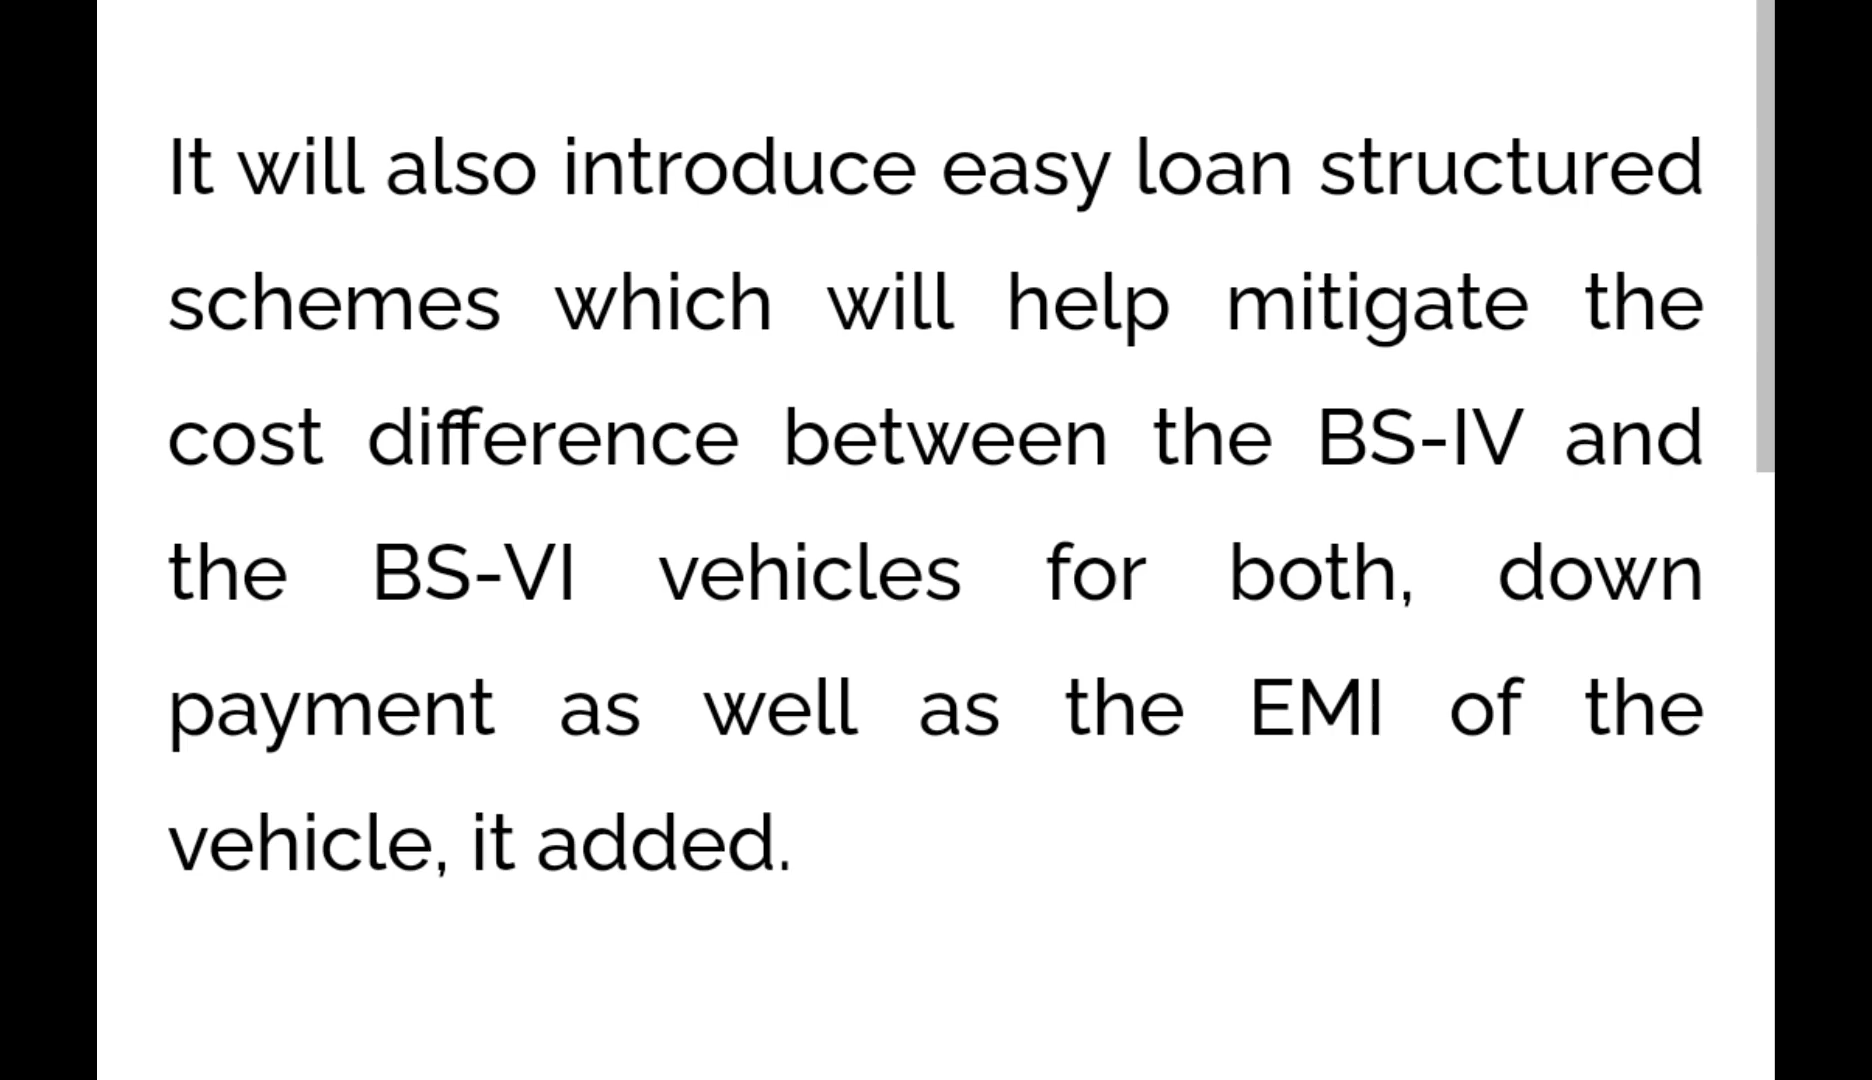 It will also introduce easy loan structured
schemes which will help mitigate the
cost difference between the BS-IV and
the BS-VI vehicles for both, down
payment as well as the EMI of the
vehicle, it added.